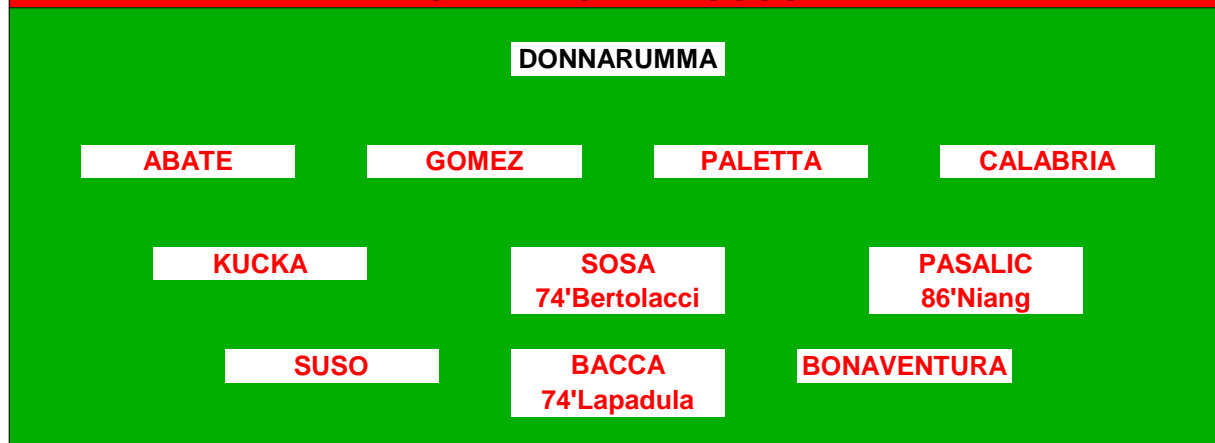 DONNARUMMA
ABATE GOMEZ PALETTA CALABRIA
KUCKA SOSA PASALIC
74'Bertolacci 86'Niang
SUSO BACCA BONAVENTURA
74'Lapadula